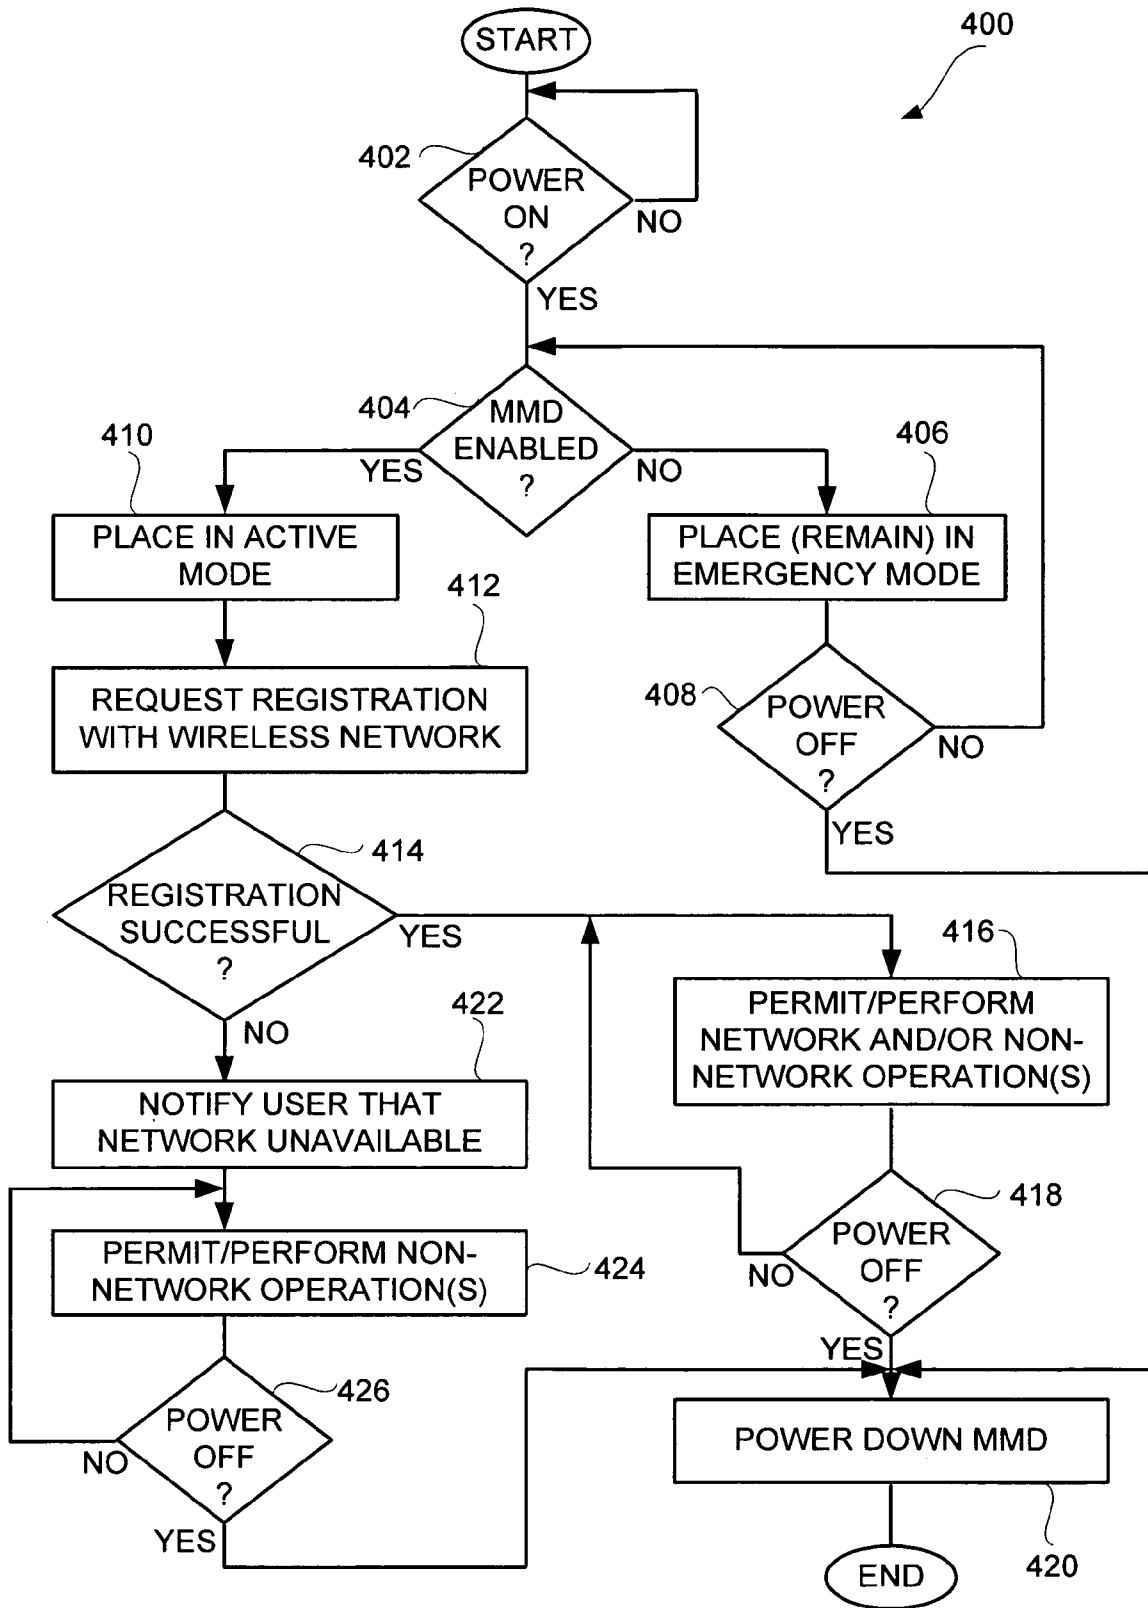 START
400
402
POWER
ON
?
NO
YES
404
MMD
ENABLED
?
YES
NO
410
406
PLACE IN ACTIVE
MODE
PLACE (REMAIN) IN
EMERGENCY MODE
412
REQUEST REGISTRATION
WITH WIRELESS NETWORK
408
POWER
OFF
?
NO
YES
414
REGISTRATION
SUCCESSFUL
?
YES
NO
416
PERMIT/PERFORM
NETWORK AND/OR NON-
NETWORK OPERATION(S)
422
NOTIFY USER THAT
NETWORK UNAVAILABLE
418
POWER
OFF
?
NO
YES
PERMIT/PERFORM NON-
NETWORK OPERATION(S)
424
426
POWER
OFF
?
NO
YES
POWER DOWN MMD
420
END